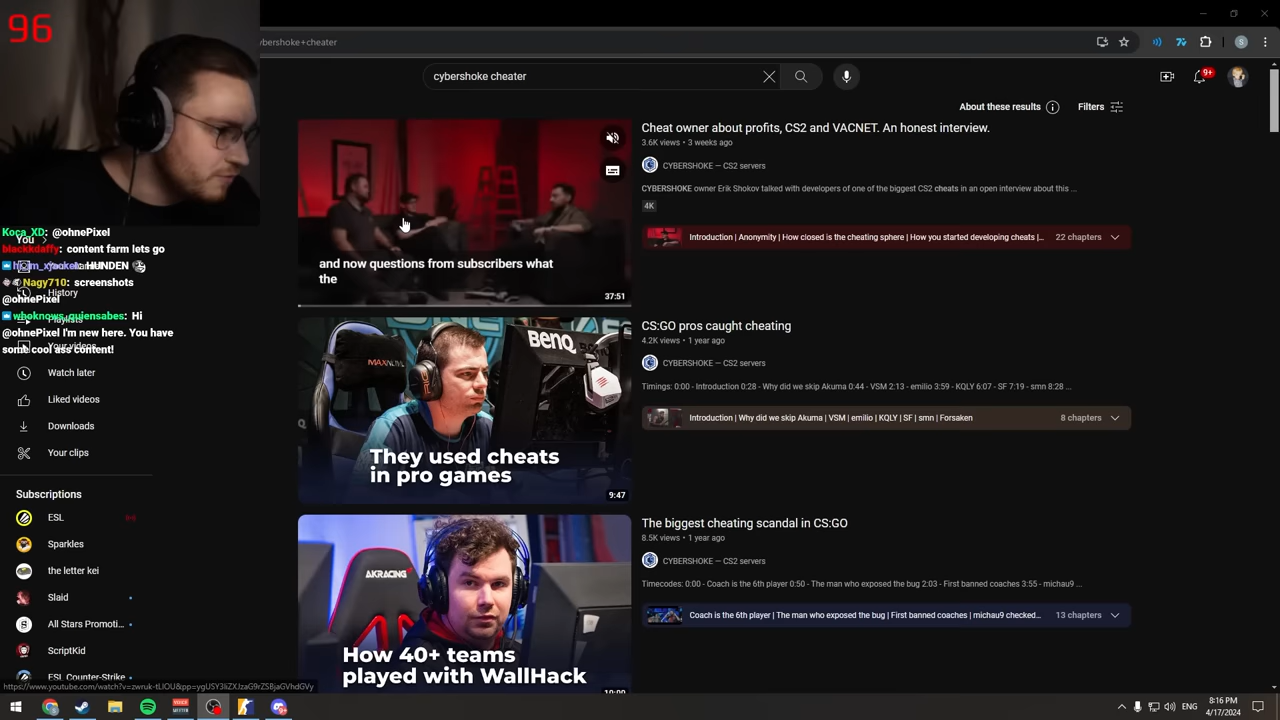 96
ybershoke+cheater
cybershoke cheater
9+
S
About these results
Filters
Koca_XD: @ohnePixel
blackkdaffy: content farm lets go
HUNDEN
Nagy710: screenshots
@ohnePixel
whoknows_quiensabes: Hi
@ohnePixel I'm new here. You have
some cool ass content!
You
History
Playlists
Your videos
Watch later
Liked videos
Downloads
Your clips
Subscriptions
ESL
Sparkles
the letter kei
Slaid
All Stars Promoti...
ScriptKid
ESL Counter-Strike
and now questions from subscribers what
the
37:51
Cheat owner about profits, CS2 and VACNET. An honest interview.
3.6K views • 3 weeks ago
CYBERSHOKE — CS2 servers
CYBERSHOKE owner Erik Shokov talked with developers of one of the biggest CS2 cheats in an open interview about this ...
4K
Introduction | Anonymity | How closed is the cheating sphere | How you started developing cheats |...
22 chapters
MAXNOMIC
BenQ
They used cheats
in pro games
9:47
CS:GO pros caught cheating
4.2K views • 1 year ago
CYBERSHOKE — CS2 servers
Timings: 0:00 - Introduction 0:28 - Why did we skip Akuma 0:44 - VSM 2:13 - emilio 3:59 - KQLY 6:07 - SF 7:19 - smn 8:28 ...
Introduction | Why did we skip Akuma | VSM | emilio | KQLY | SF | smn | Forsaken
8 chapters
AKRACING
How 40+ teams
played with WallHack
The biggest cheating scandal in CS:GO
8.5K views • 1 year ago
CYBERSHOKE — CS2 servers
Timecodes: 0:00 - Coach is the 6th player 0:50 - The man who exposed the bug 2:03 - First banned coaches 3:55 - michau9 ...
Coach is the 6th player | The man who exposed the bug | First banned coaches | michau9 checked...
13 chapters
ENG
8:16 PM
4/17/2024